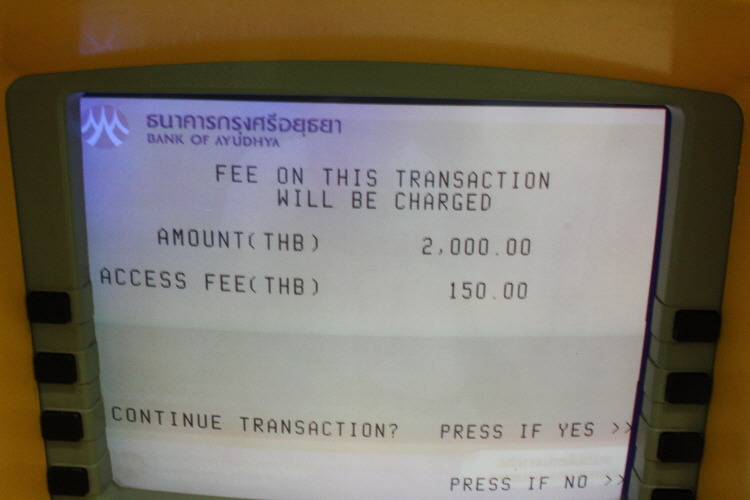 ธนาคารกรุงศรีอยุธยา
BANK OF AYUDHYA
FEE ON THIS TRANSACTION
WILL BE CHARGED
AMOUNT(THB) 2,000.00
ACCESS FEE(THB) 150.00
CONTINUE TRANSACTION? PRESS IF YES >>
PRESS IF NO >>